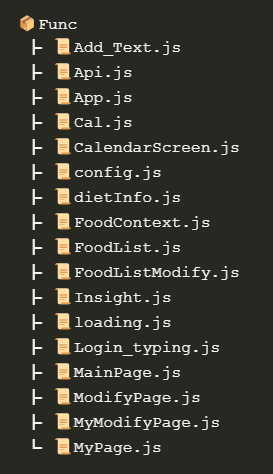 📦Func
┣ 📜Add_Text.js
┣ 📜Api.js
┣ 📜App.js
┣ 📜Cal.js
┣ 📜CalendarScreen.js
┣ 📜config.js
┣ 📜dietInfo.js
┣ 📜FoodContext.js
┣ 📜FoodList.js
┣ 📜FoodListModify.js
┣ 📜Insight.js
┣ 📜loading.js
┣ 📜Login_typing.js
┣ 📜MainPage.js
┣ 📜ModifyPage.js
┣ 📜MyModifyPage.js
┗ 📜MyPage.js